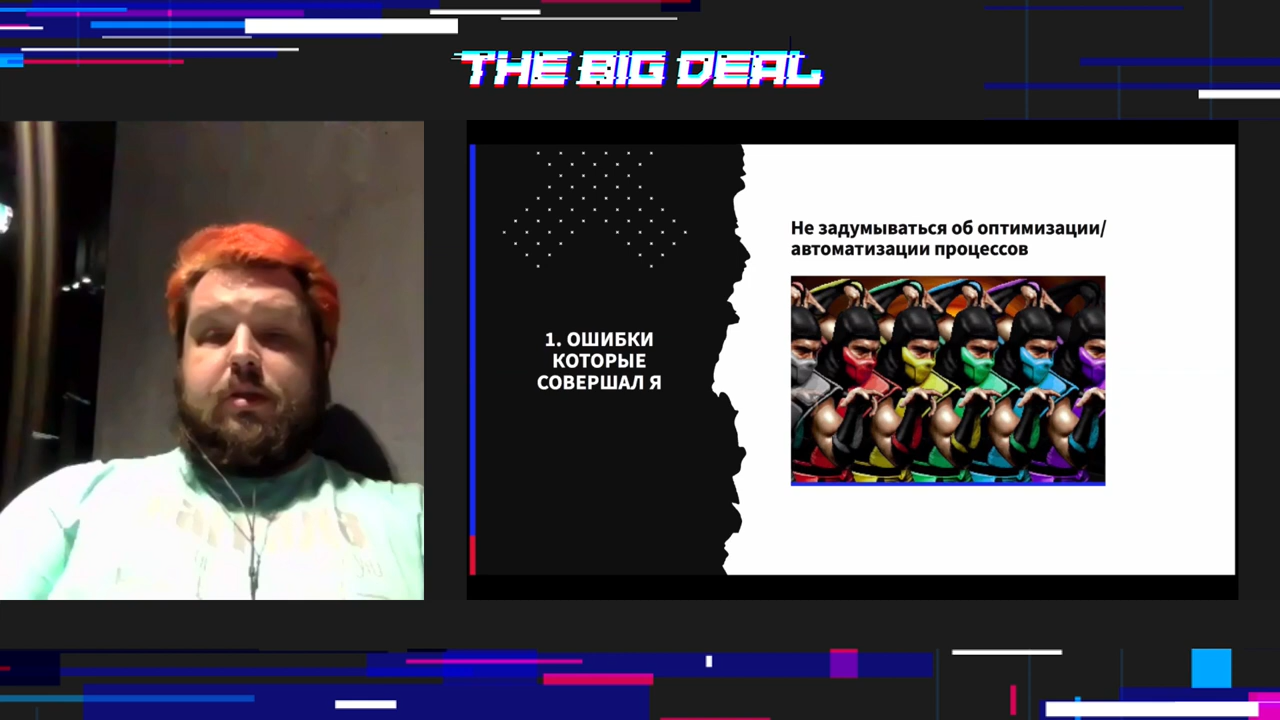 THE BIG DEAL
1. ОШИБКИ
КОТОРЫЕ
СОВЕРШАЛ Я
Не задумываться об оптимизации/
автоматизации процессов